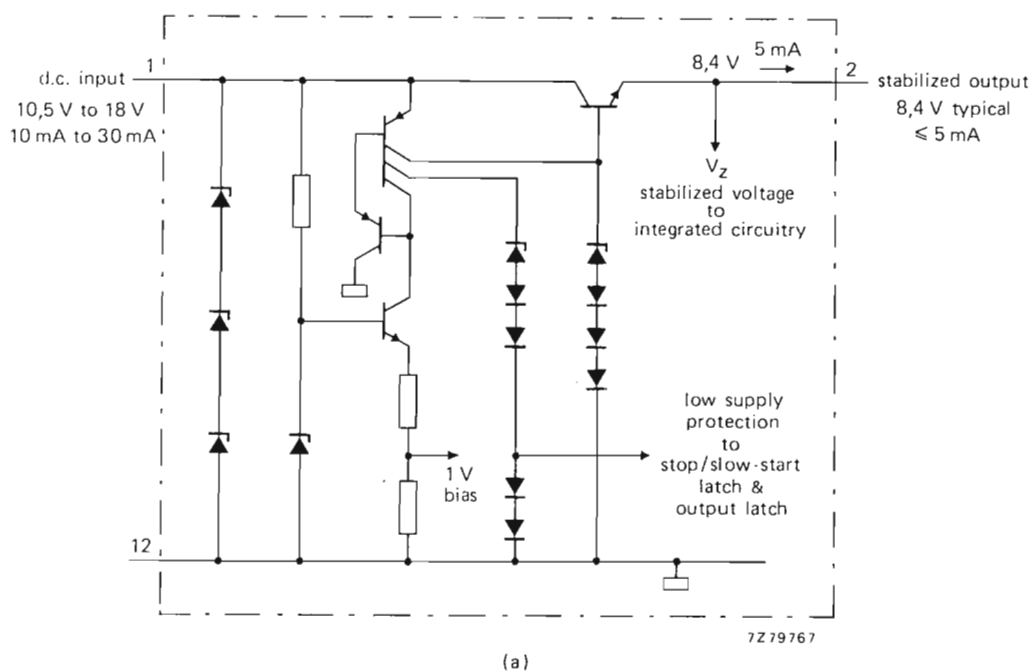 1
d.c. input
10,5 V to 18 V
10 mA to 30 mA
8,4 V
5 mA
2
stabilized output
8,4 V typical
≤ 5 mA
VZ
stabilized voltage
to
integrated circuitry
low supply
protection
to
stop/slow-start
latch &
output latch
1 V
bias
12
7Z79767
(a)